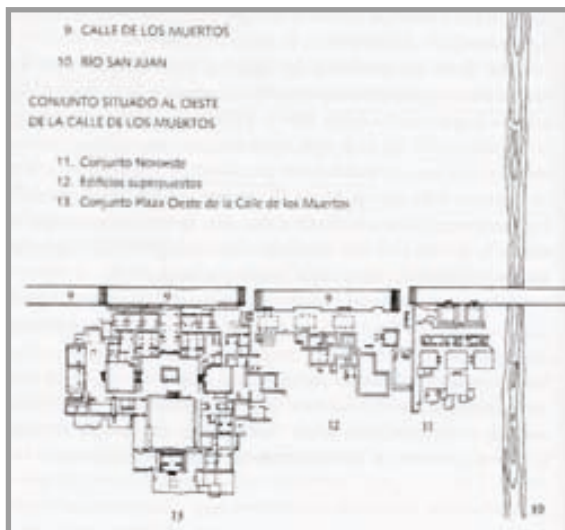 9. CALLE DE LOS MUERTOS
10. RÍO SAN JUAN
CONJUNTO SITUADO AL OESTE
DE LA CALLE DE LOS MUERTOS
11. Conjunto Noroeste
12. Edificios superpuestos
13. Conjunto Plaza Oeste de la Calle de los Muertos
9
9
9
12
11
13
10